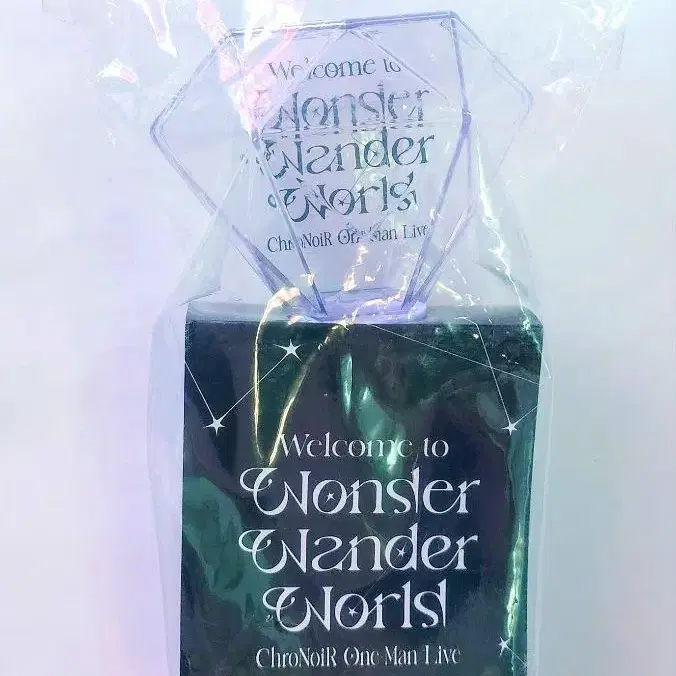 Welcome to
Wonder
Wander
World
ChroNoiR One Man Live
Welcome to
Wonder
Wander
World
ChroNoiR One Man Live